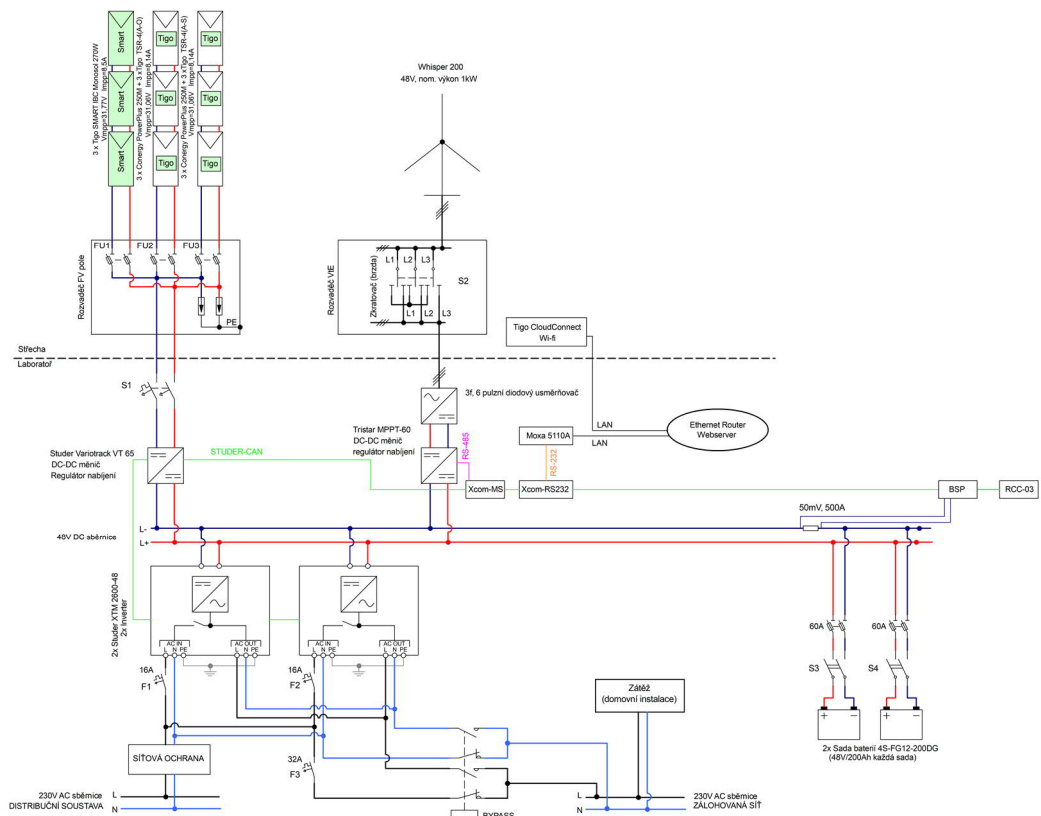 3 x Tigo SMART IBC Monosol 270W
Vmpp=31,77V Impp=8,5A
3 x Conergy PowerPlus 250M + 3 xTigo TSR-4(A-O)
Vmpp=31,06V Impp=8,14A
3 x Conergy PowerPlus 250M + 3 xTigo TSR-4(A-S)
Vmpp=31,06V Impp=8,14A
Smart
Tigo
Tigo
Smart
Tigo
Tigo
Smart
Tigo
Tigo
Whisper 200
48V, nom. výkon 1kW
Rozvaděč FV pole
FU1
FU2
FU3
PE
Rozvaděč VIE
Zkratovač (brzda)
L1
L2
L3
S2
L1
L2
L3
Tigo CloudConnect
Wi-fi
Střecha
Laboratoř
S1
3f, 6 pulzní diodový usměrňovač
Tristar MPPT-60
DC-DC měnič
regulátor nabíjení
Studer Variotrack VT 65
DC-DC měnič
Regulátor nabíjení
STUDER-CAN
RS-485
Moxa 5110A
LAN
LAN
Ethernet Router
Webserver
RS-232
Xcom-MS
Xcom-RS232
BSP
RCC-03
50mV, 500A
48V DC sběrnice
L-
L+
2x Studer XTM 2600-48
2x Inverter
AC IN
L N PE
AC OUT
L N PE
AC IN
L N PE
AC OUT
L N PE
16A
F1
16A
F2
32A
F3
60A
60A
S3
S4
+
−
+
−
2x Sada baterií 4S-FG12-200DG
(48V/200Ah každá sada)
Zátěž
(domovní instalace)
SÍŤOVÁ OCHRANA
230V AC sběrnice
DISTRIBUČNÍ SOUSTAVA
L
N
BYPASS
L
N
230V AC sběrnice
ZÁLOHOVANÁ SÍŤ